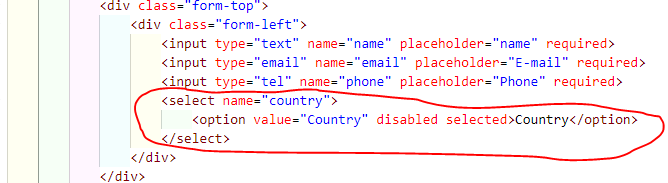 <div class="form-top">
<div class="form-left">
<input type="text" name="name" placeholder="name" required>
<input type="email" name="email" placeholder="E-mail" required>
<input type="tel" name="phone" placeholder="Phone" required>
<select name="country">
<option value="Country" disabled selected>Country</option>
</select>
</div>
</div>